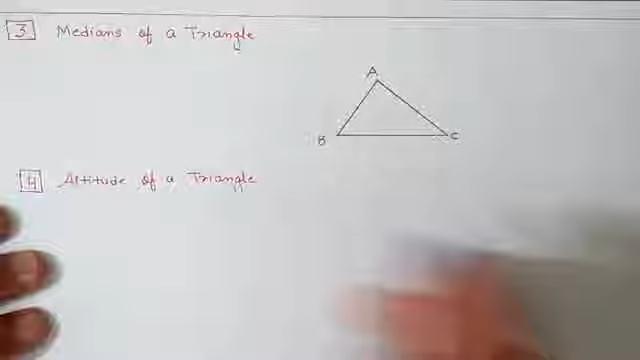 3 Medians of a Triangle
A
B C
4 Altitude of a Triangle